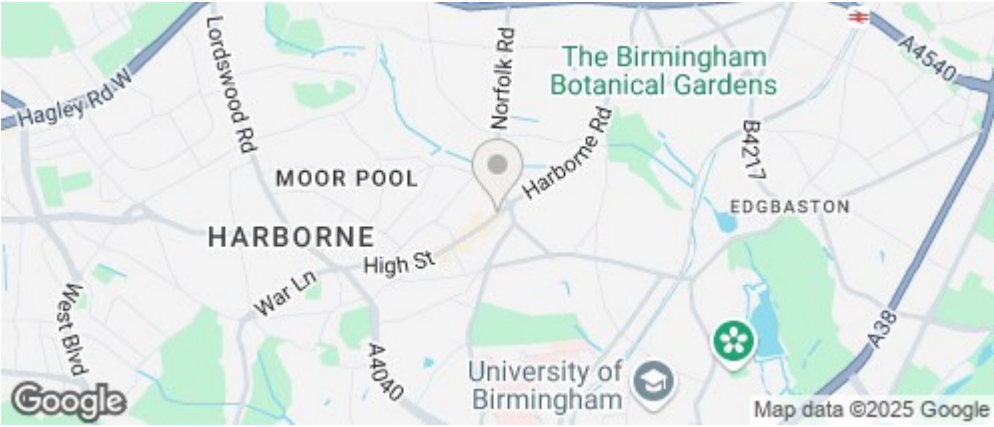 Lordswood Rd
Norfolk Rd
The Birmingham
Botanical Gardens
A4540
Hagley Rd W
Harborne Rd
B4217
MOOR POOL
EDGBASTON
HARBORNE
High St
War Ln
West Blvd
A38
A4040
University of
Birmingham
Google
Map data ©2025 Google